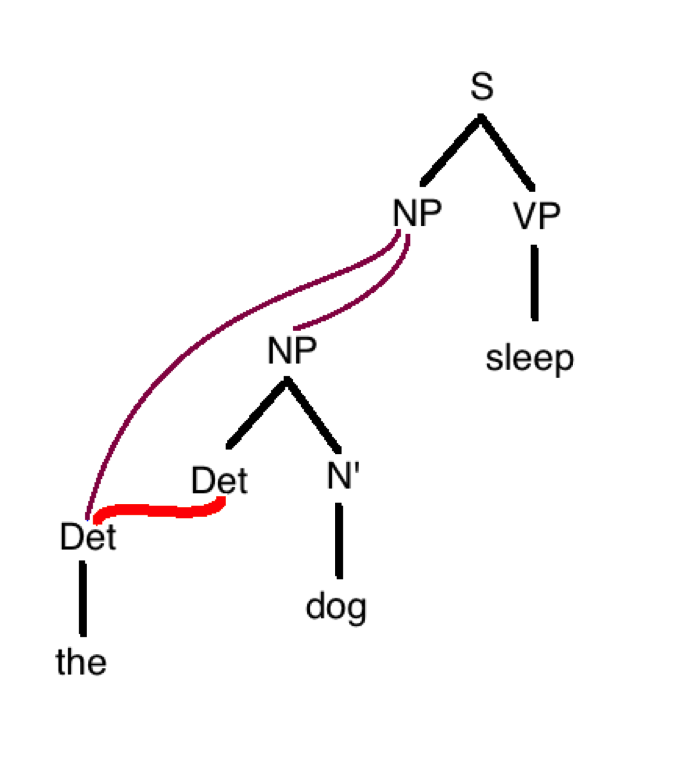 S
NP VP
NP sleep
Det N'
Det
dog
the